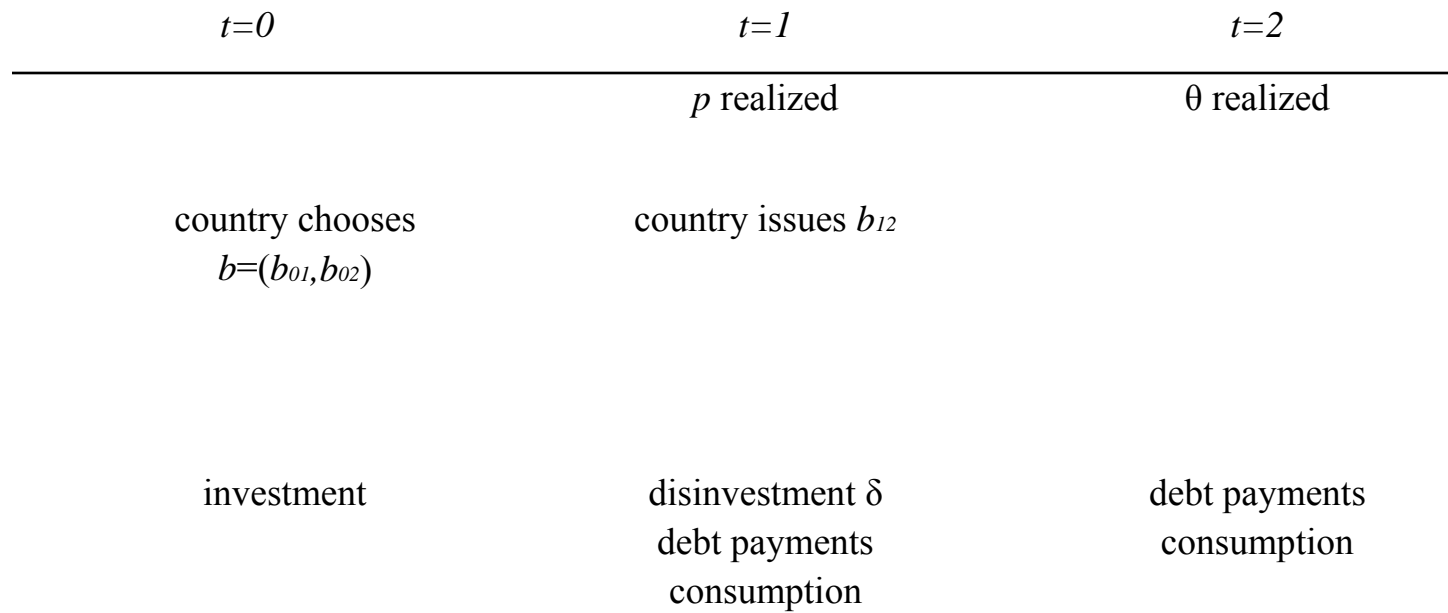 t=0 t=1 t=2
p realized θ realized
country chooses country issues b₁₂
b=(b₀₁,b₀₂)
investment disinvestment δ debt payments
debt payments consumption
consumption